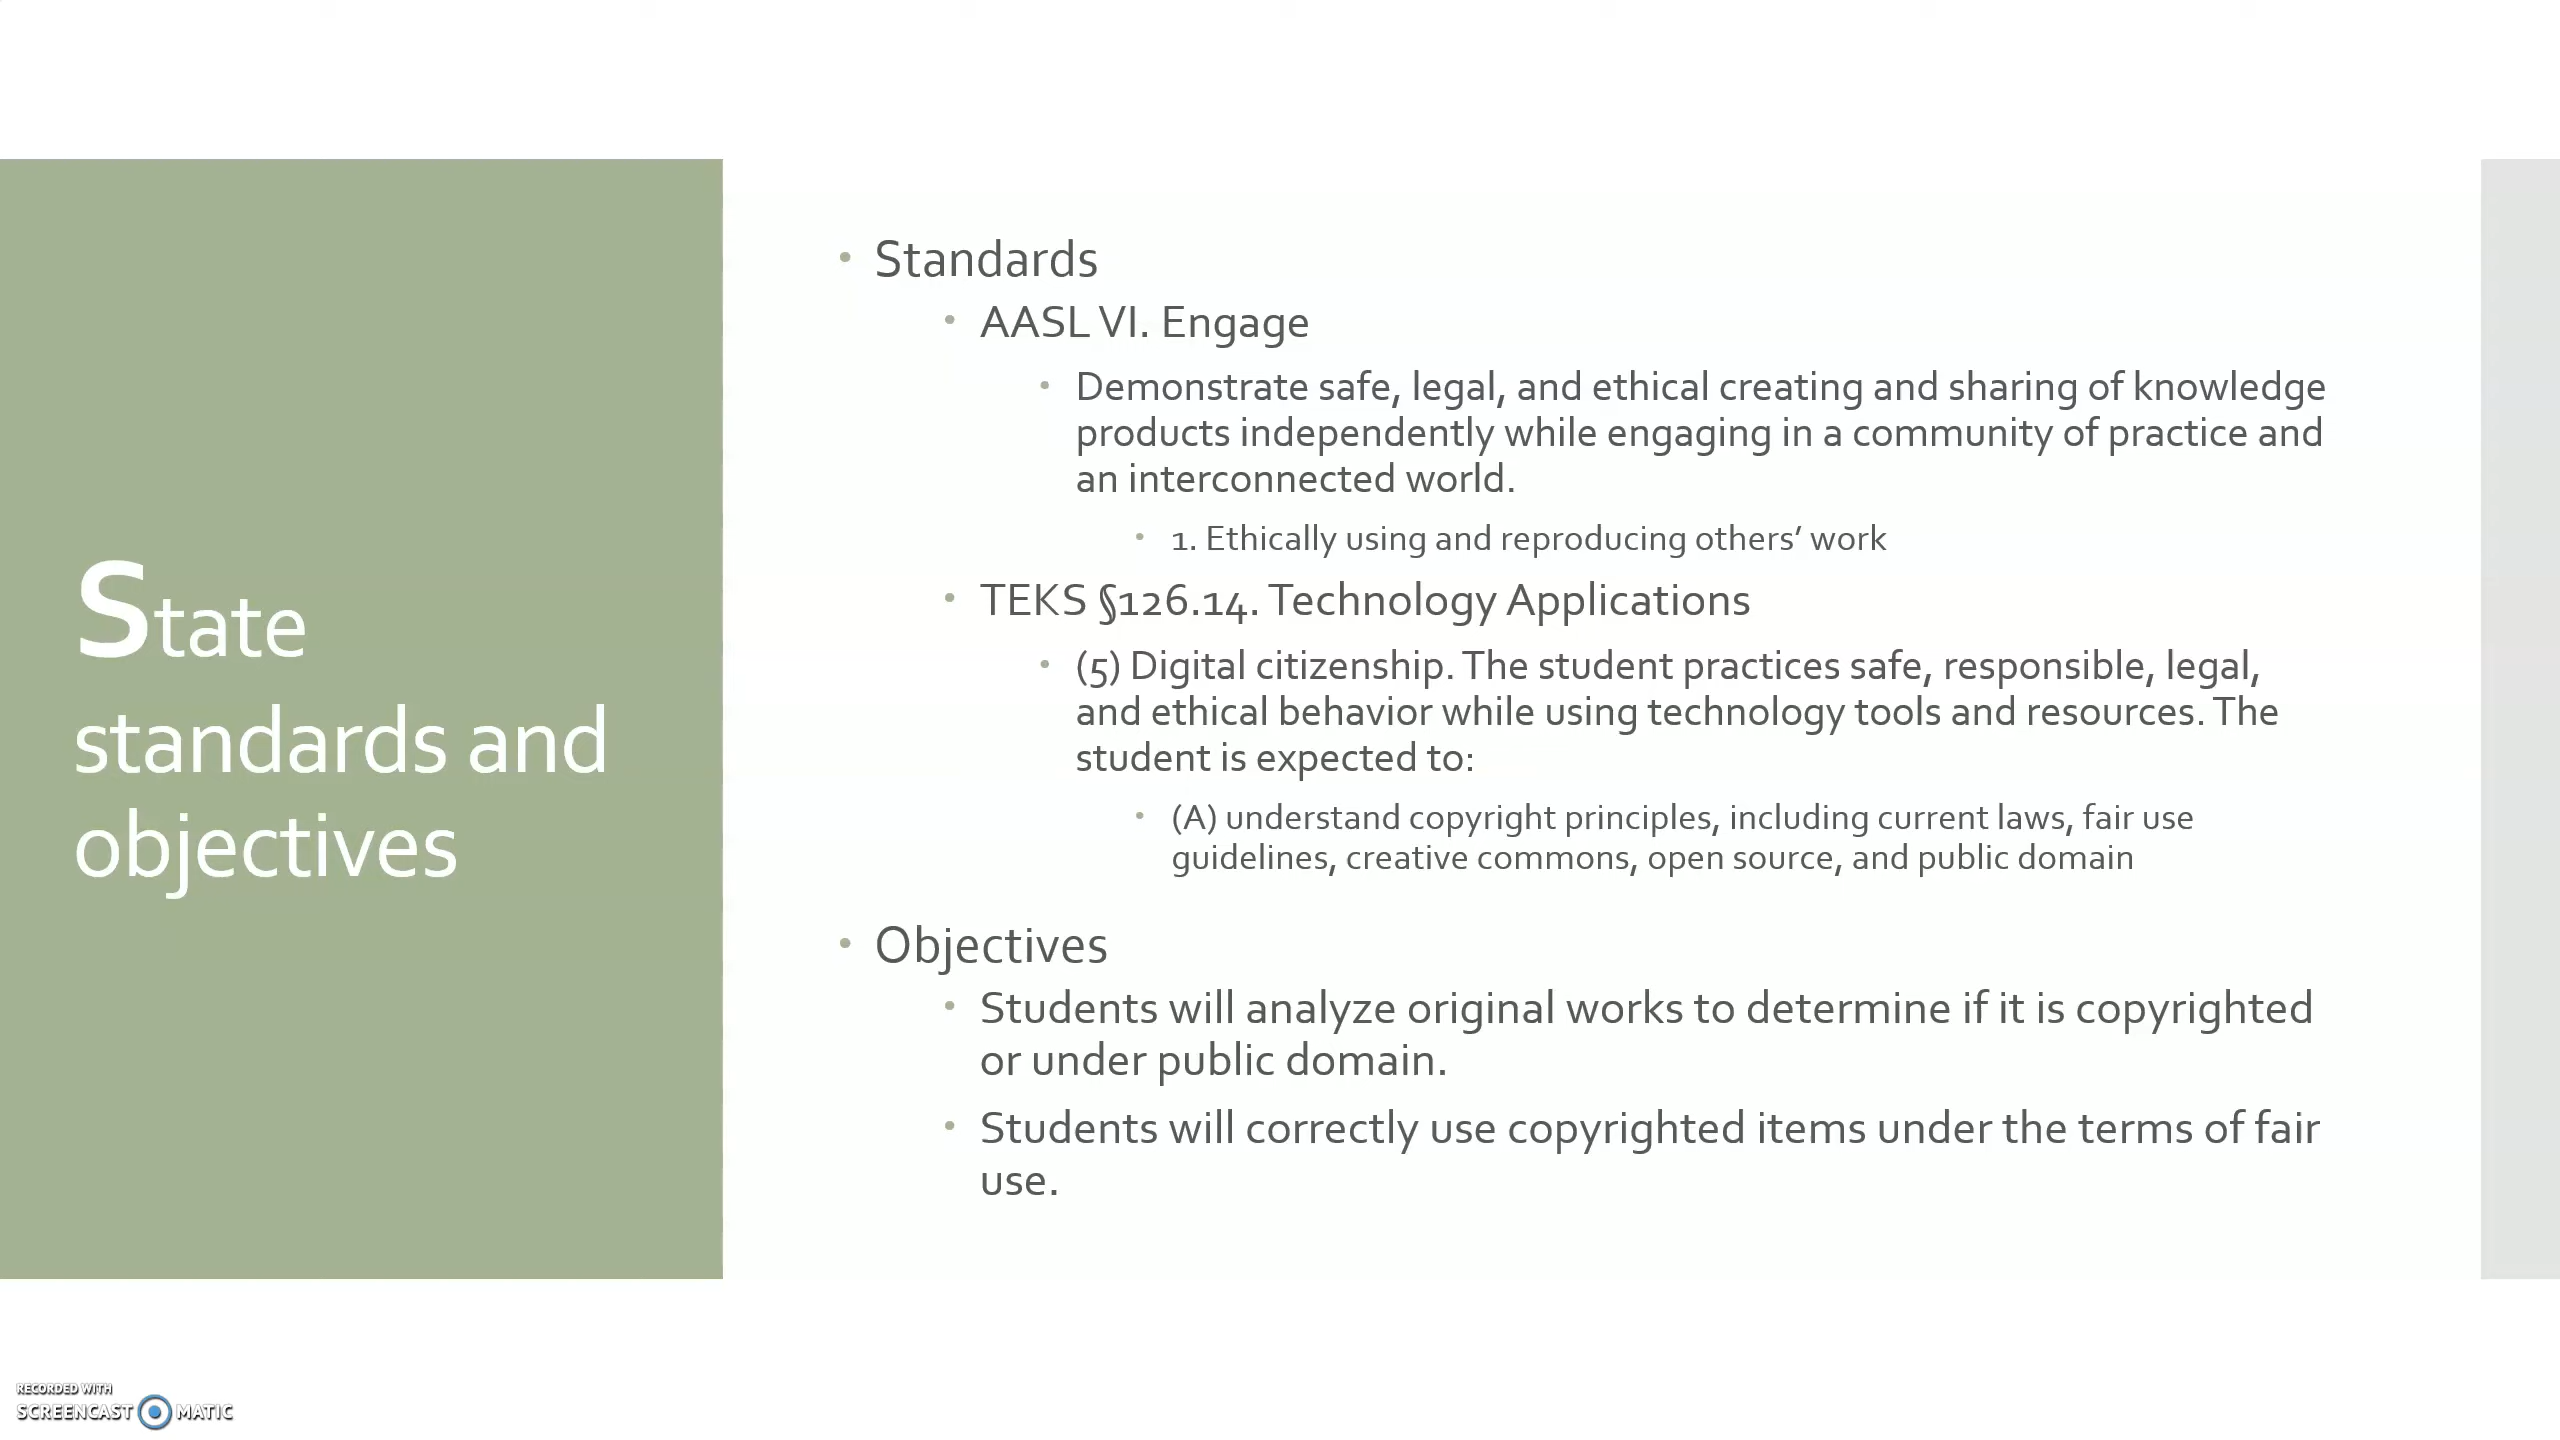 State
standards and
objectives
• Standards
• AASL VI. Engage
• Demonstrate safe, legal, and ethical creating and sharing of knowledge
products independently while engaging in a community of practice and
an interconnected world.
• 1. Ethically using and reproducing others’ work
• TEKS §126.14. Technology Applications
• (5) Digital citizenship. The student practices safe, responsible, legal,
and ethical behavior while using technology tools and resources. The
student is expected to:
• (A) understand copyright principles, including current laws, fair use
guidelines, creative commons, open source, and public domain
• Objectives
• Students will analyze original works to determine if it is copyrighted
or under public domain.
• Students will correctly use copyrighted items under the terms of fair
use.
RECORDED WITH
SCREENCAST MATIC